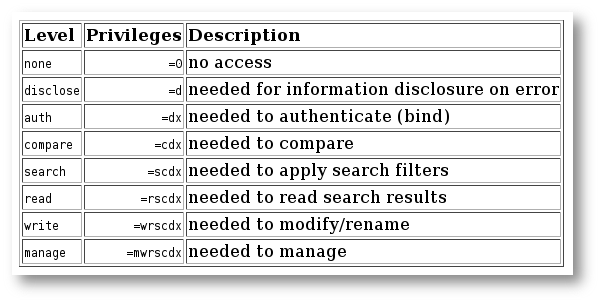 Level Privileges Description
none =0 no access
disclose =d needed for information disclosure on error
auth =dx needed to authenticate (bind)
compare =cdx needed to compare
search =scdx needed to apply search filters
read =rscdx needed to read search results
write =wrscdx needed to modify/rename
manage =mwrscdx needed to manage